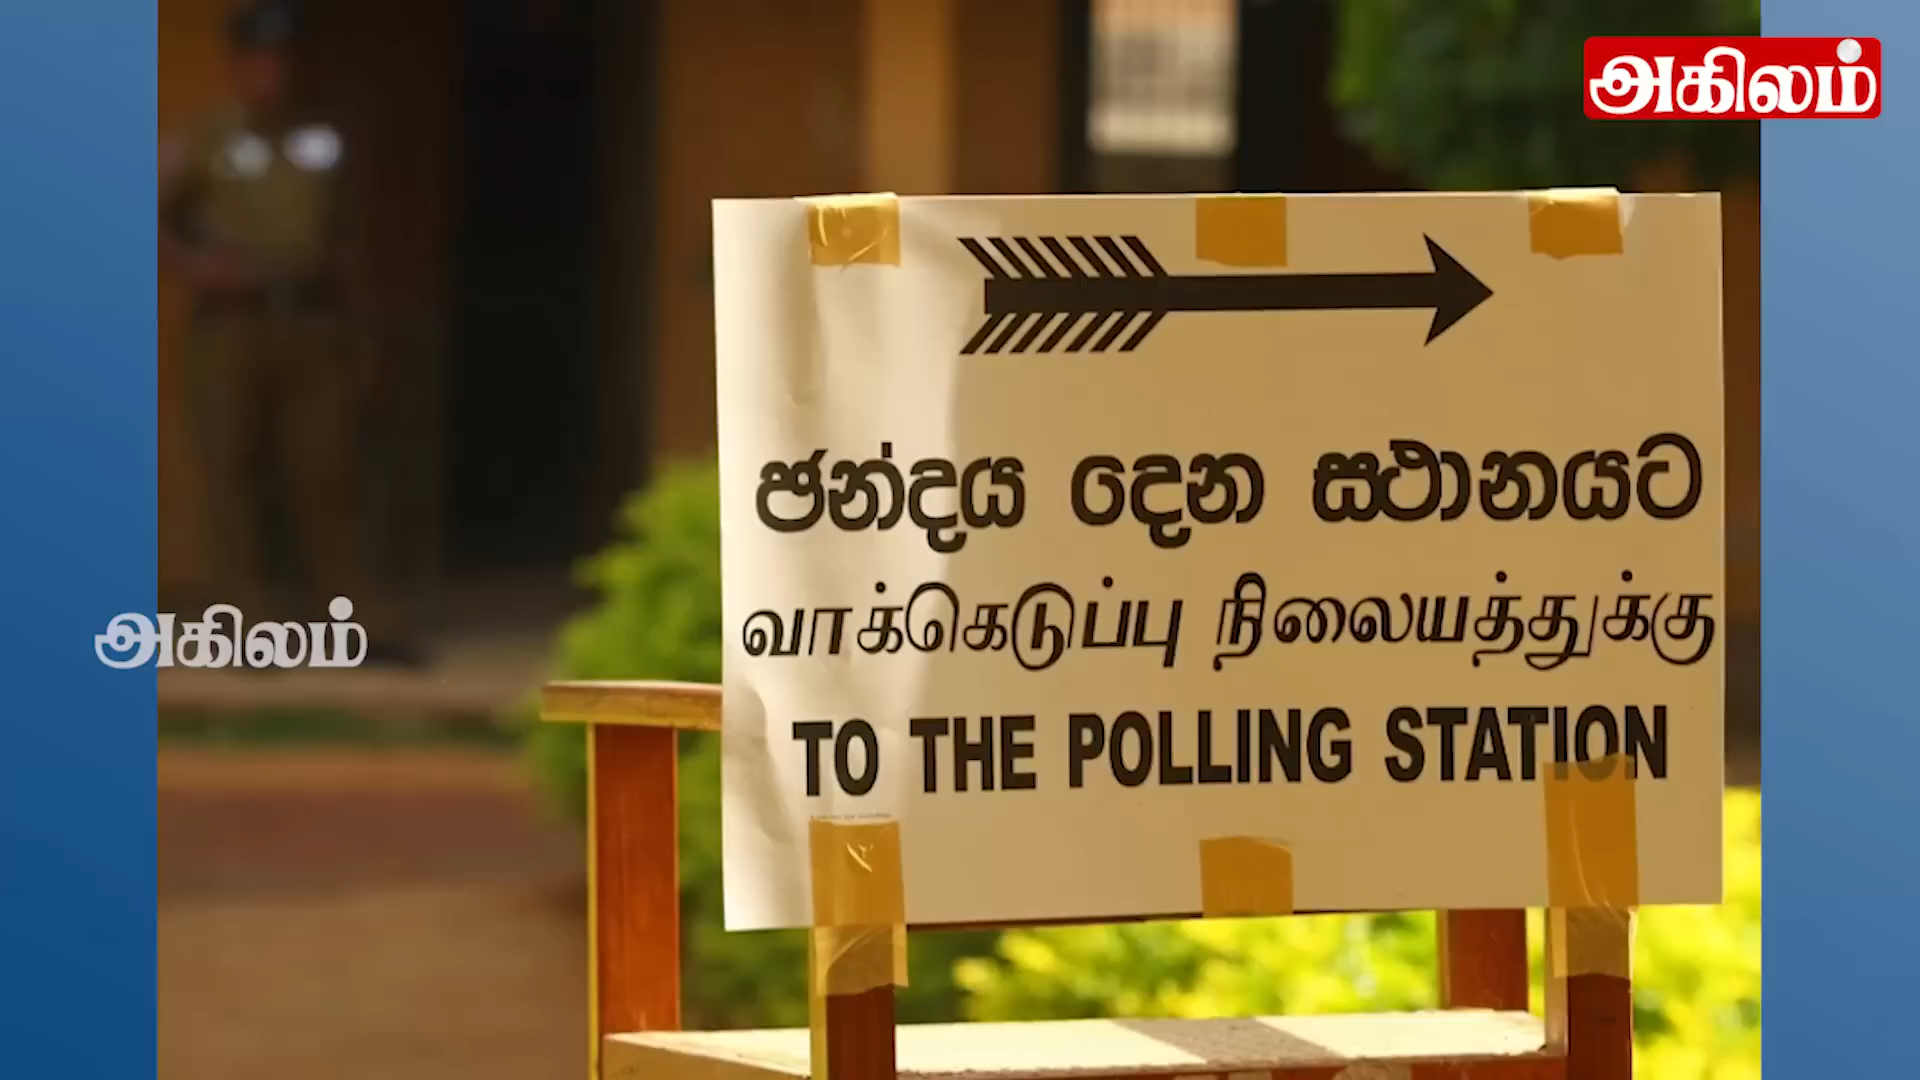 அகிலம்
ඡන්දය දෙන ස්ථානයට
வாக்கெடுப்பு நிலையத்துக்கு
TO THE POLLING STATION
அகிலம்